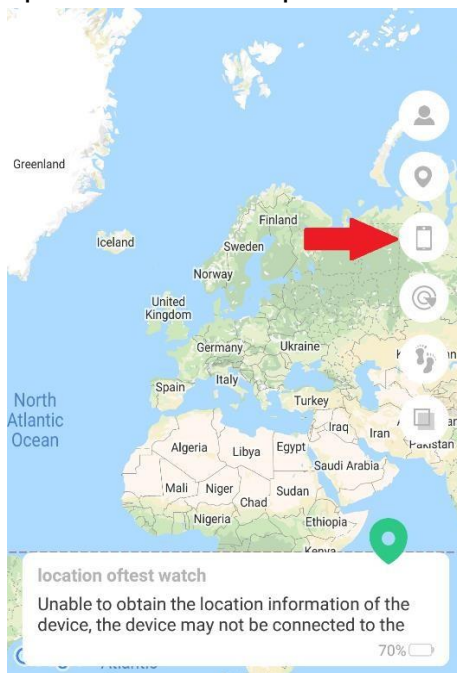 Greenland
Iceland
Finland
Sweden
Norway
United
Kingdom
Germany
Ukraine
Spain
Italy
Turkey
North
Atlantic
Ocean
Iraq
Iran
Pakistan
Algeria
Libya
Egypt
Saudi Arabia
Mali
Niger
Chad
Sudan
Nigeria
Ethiopia
Kenya
location oftest watch
Unable to obtain the location information of the
device, the device may not be connected to the
70%